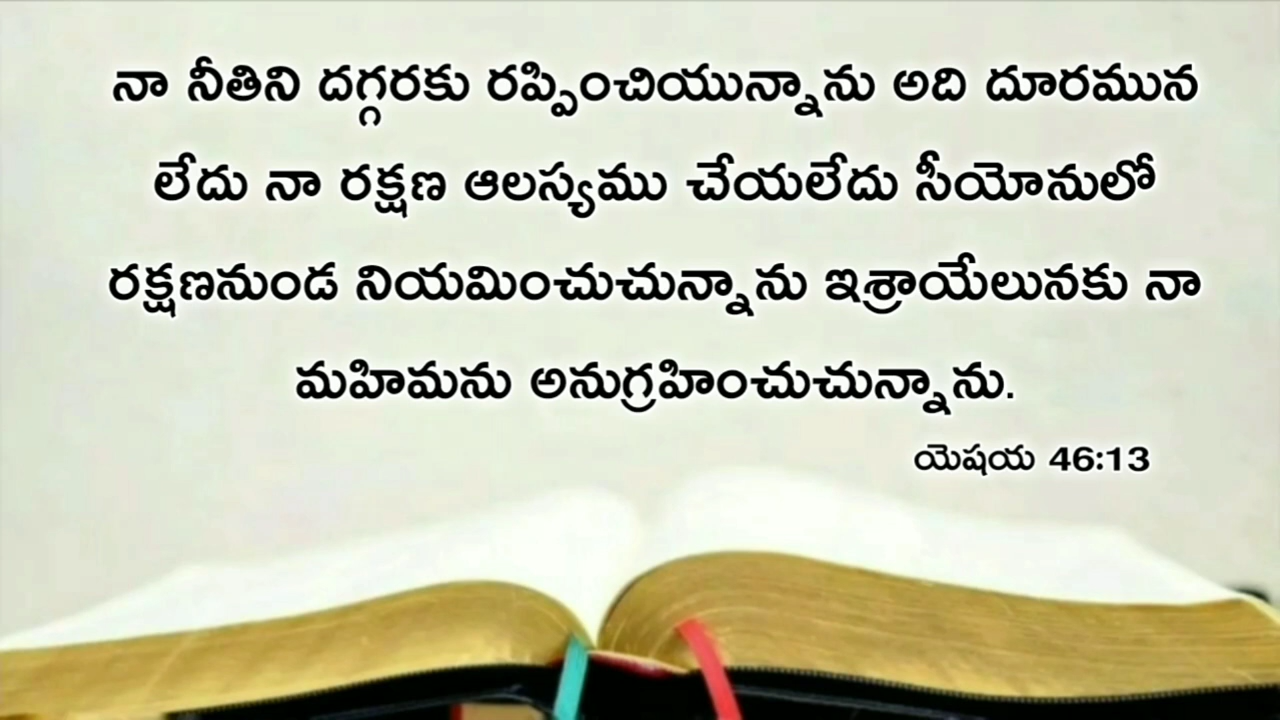 నా నీతిని దగ్గరకు రప్పించియున్నాను అది దూరమున
లేదు నా రక్షణ ఆలస్యము చేయలేదు సీయోనులో
రక్షణనుండ నియమించుచున్నాను ఇశ్రాయేలునకు నా
మహిమను అనుగ్రహించుచున్నాను.
యెషయ 46:13